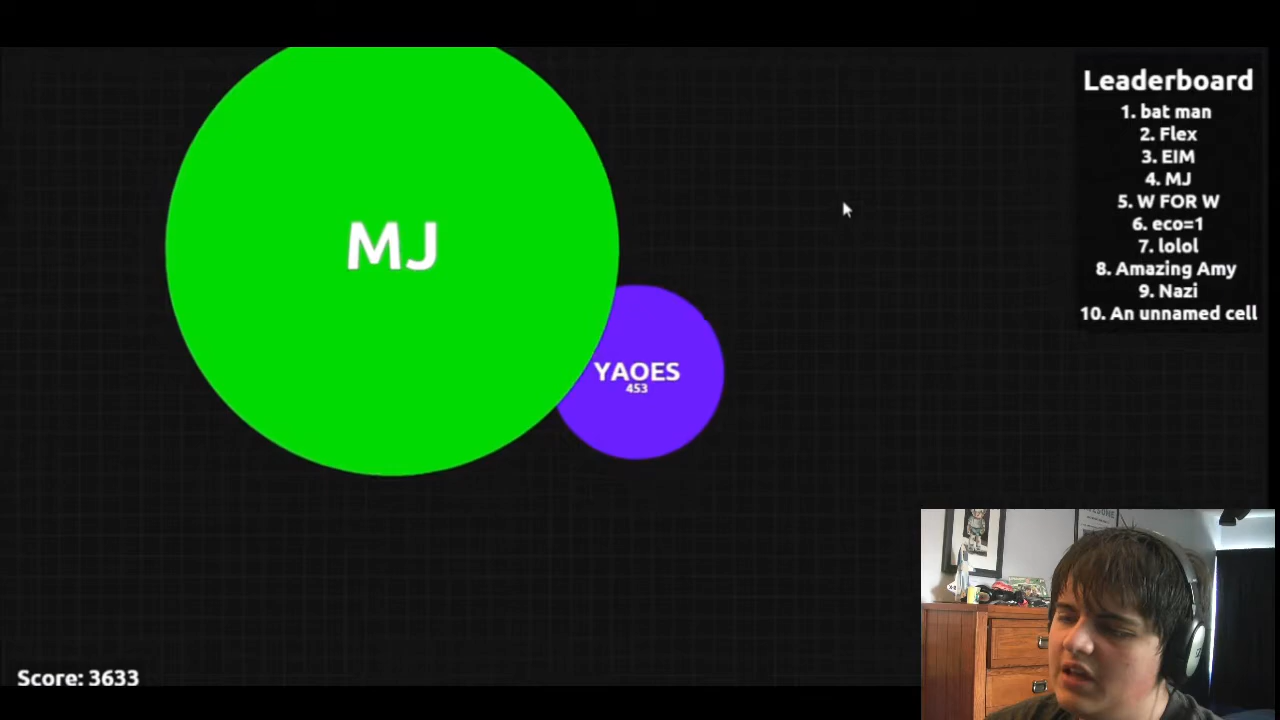 Leaderboard
1. bat man
2. Flex
3. EIM
4. MJ
5. W FOR W
6. eco=1
7. lolol
8. Amazing Amy
9. Nazi
10. An unnamed cell
MJ
YAOES
453
Score: 3633